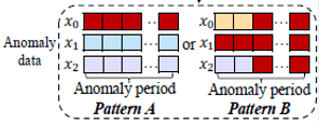 x₀ ... x₀ ...
Anomaly data x₁ ... or x₁ ...
x₂ ... x₂ ...
Anomaly period Anomaly period
Pattern A Pattern B